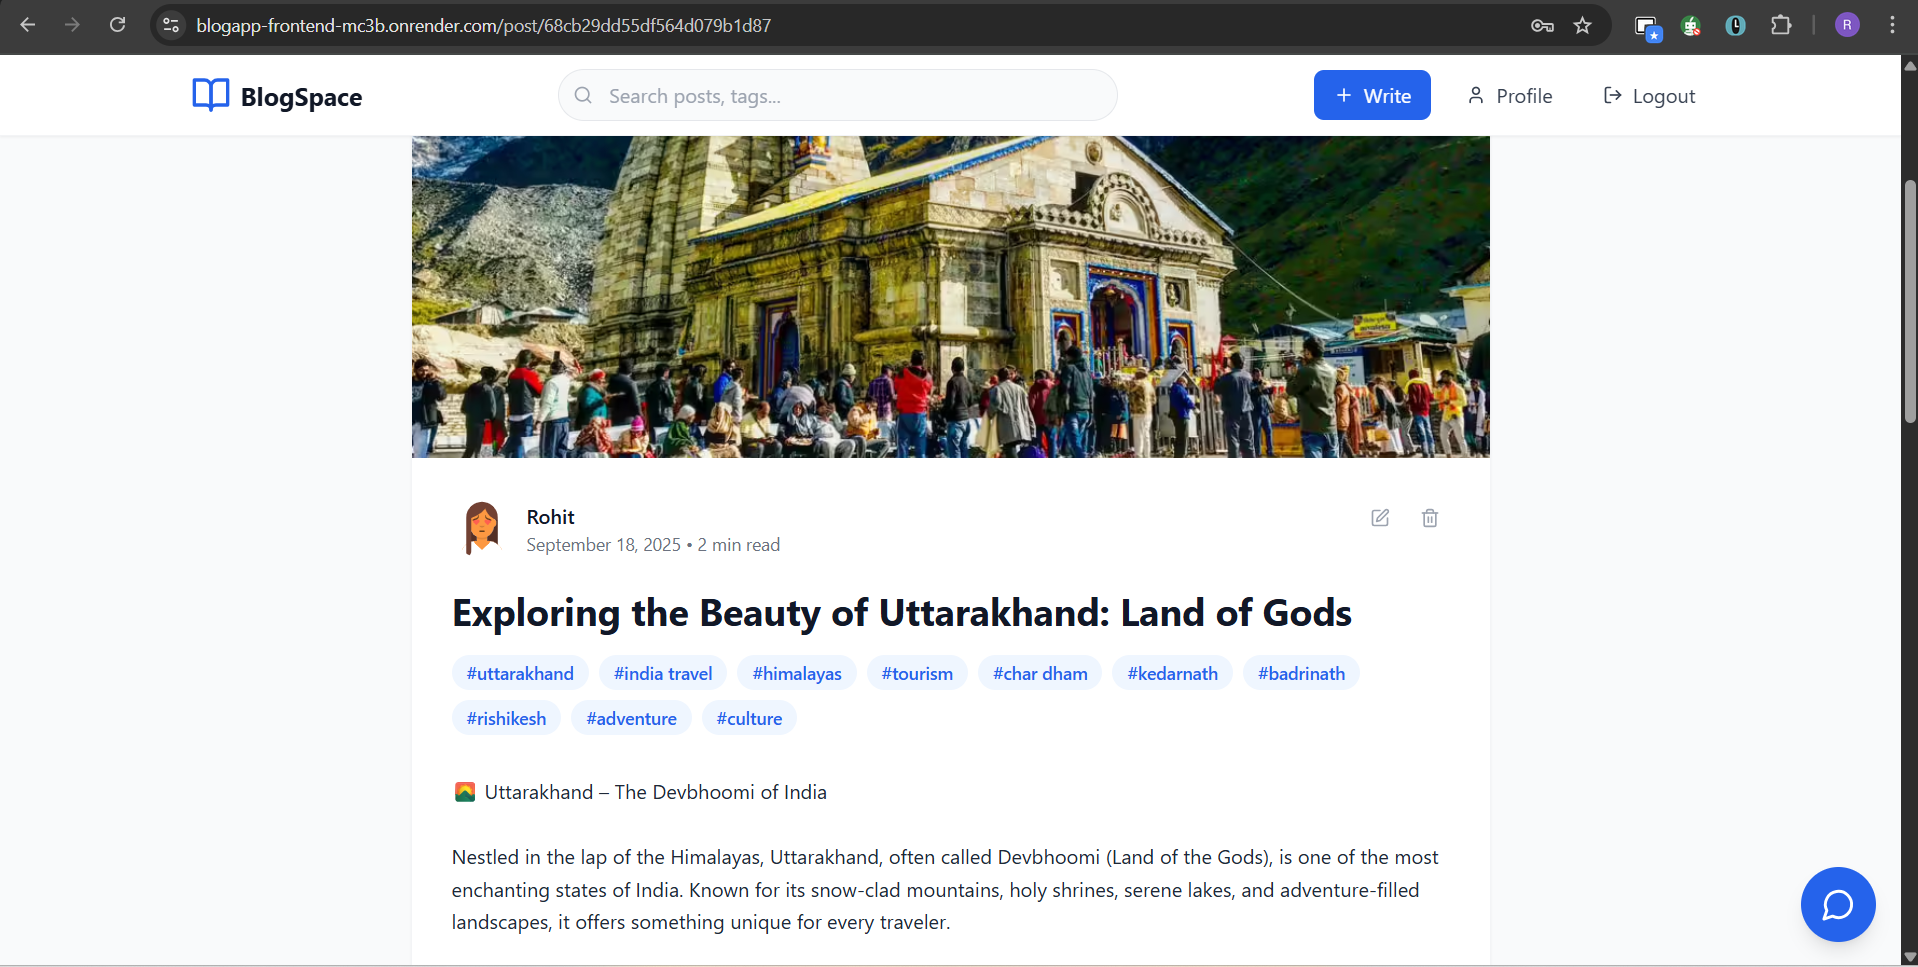 blogapp-frontend-mc3b.onrender.com/post/68cb29dd55df564d079b1d87
R
BlogSpace
Search posts, tags...
+ Write
Profile
Logout
Rohit
September 18, 2025 • 2 min read
Exploring the Beauty of Uttarakhand: Land of Gods
#uttarakhand #india travel #himalayas #tourism #char dham #kedarnath #badrinath
#rishikesh #adventure #culture
🌄 Uttarakhand – The Devbhoomi of India
Nestled in the lap of the Himalayas, Uttarakhand, often called Devbhoomi (Land of the Gods), is one of the most
enchanting states of India. Known for its snow-clad mountains, holy shrines, serene lakes, and adventure-filled
landscapes, it offers something unique for every traveler.